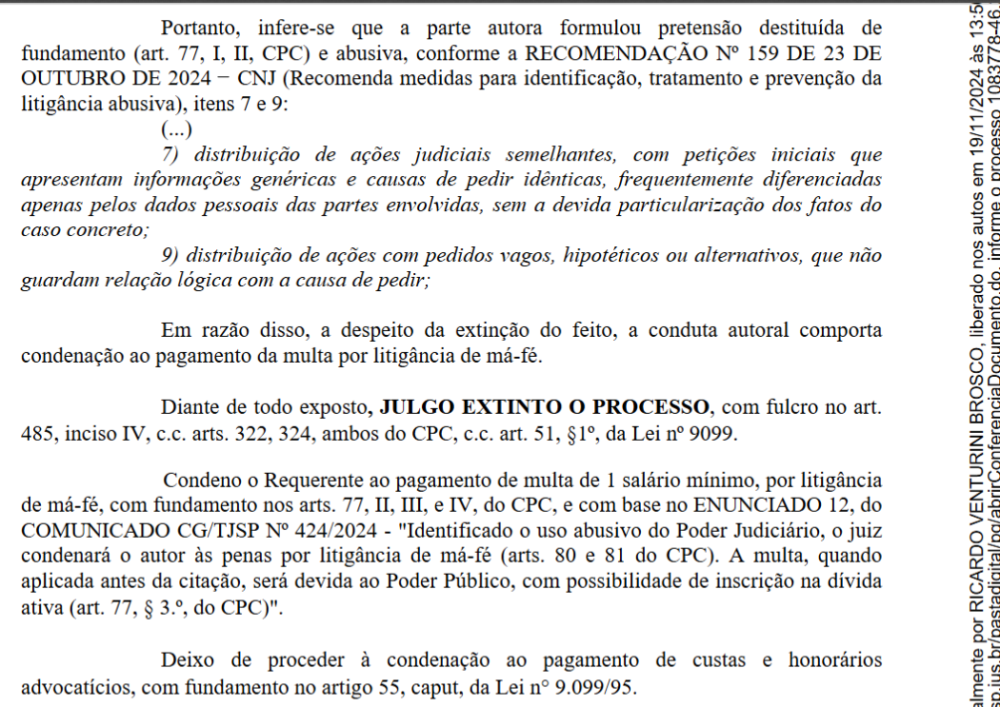 Portanto, infere-se que a parte autora formulou pretensão destituída de
fundamento (art. 77, I, II, CPC) e abusiva, conforme a RECOMENDAÇÃO Nº 159 DE 23 DE
OUTUBRO DE 2024 – CNJ (Recomenda medidas para identificação, tratamento e prevenção da
litigância abusiva), itens 7 e 9:
(...)
7) distribuição de ações judiciais semelhantes, com petições iniciais que
apresentam informações genéricas e causas de pedir idênticas, frequentemente diferenciadas
apenas pelos dados pessoais das partes envolvidas, sem a devida particularização dos fatos do
caso concreto;
9) distribuição de ações com pedidos vagos, hipotéticos ou alternativos, que não
guardam relação lógica com a causa de pedir;
Em razão disso, a despeito da extinção do feito, a conduta autoral comporta
condenação ao pagamento da multa por litigância de má-fé.
Diante de todo exposto, JULGO EXTINTO O PROCESSO, com fulcro no art.
485, inciso IV, c.c. arts. 322, 324, ambos do CPC, c.c. art. 51, §1º, da Lei nº 9099.
Condeno o Requerente ao pagamento de multa de 1 salário mínimo, por litigância
de má-fé, com fundamento nos arts. 77, II, III, e IV, do CPC, e com base no ENUNCIADO 12, do
COMUNICADO CG/TJSP Nº 424/2024 - "Identificado o uso abusivo do Poder Judiciário, o juiz
condenará o autor às penas por litigância de má-fé (arts. 80 e 81 do CPC). A multa, quando
aplicada antes da citação, será devida ao Poder Público, com possibilidade de inscrição na dívida
ativa (art. 77, § 3.º, do CPC)".
Deixo de proceder à condenação ao pagamento de custas e honorários
advocatícios, com fundamento no artigo 55, caput, da Lei n° 9.099/95.
almente por RICARDO VENTURINI BROSCO, liberado nos autos em 19/11/2024 às 13:5
sp.jus.br/pastadigital/pg/abrirConferenciaDocumento.do, informe o processo 1083778-46.